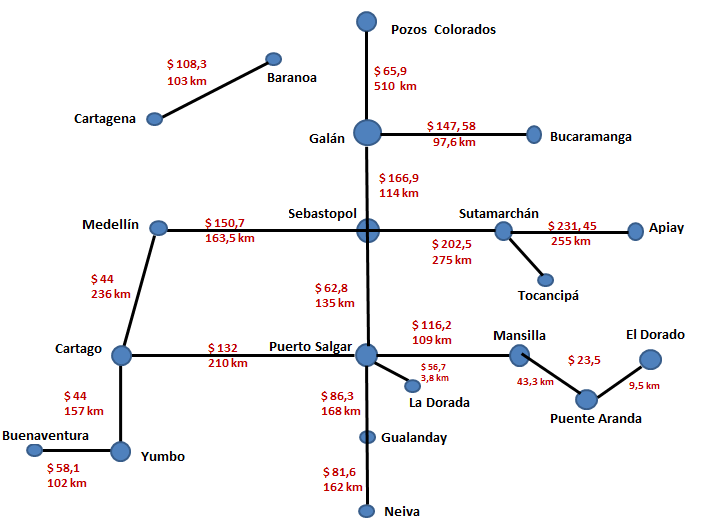 Pozos Colorados
$ 108,3
103 km
Baranoa
$ 65,9
510 km
Cartagena
Galán
$ 147, 58
97,6 km
Bucaramanga
$ 166,9
114 km
Medellín
$ 150,7
163,5 km
Sebastopol
Sutamarchán
$ 202,5
275 km
$ 231, 45
255 km
Apiay
Tocancipá
$ 44
236 km
$ 62,8
135 km
Cartago
$ 132
210 km
Puerto Salgar
$ 116,2
109 km
Mansilla
El Dorado
$ 23,5
43,3 km
9,5 km
Puente Aranda
$ 56,7
3,8 km
La Dorada
$ 44
157 km
$ 86,3
168 km
Buenaventura
$ 58,1
102 km
Yumbo
Gualanday
$ 81,6
162 km
Neiva